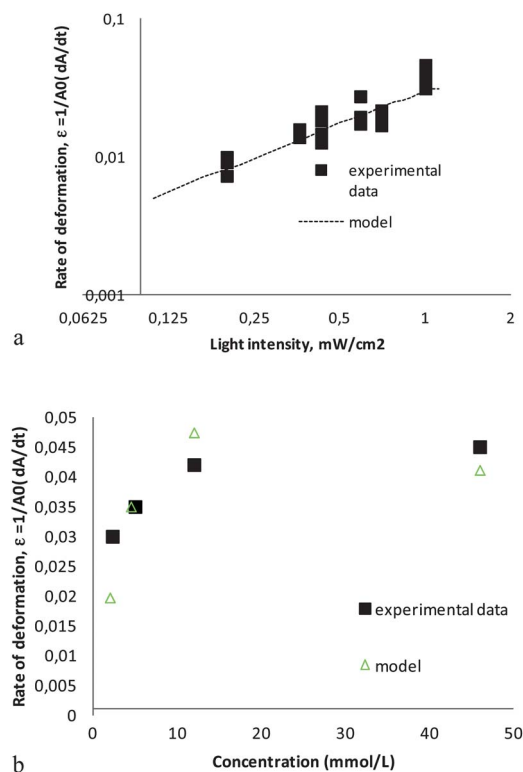 0,1
0,01
0,001
Rate of deformation, ε =1/A0( dA/dt)
experimental
data
model
0,0625 0,125 0,25 0,5 1 2
Light intensity, mW/cm2
a
0,05
0,045
0,04
0,035
0,03
0,025
0,02
0,015
0,01
0,005
0
Rate of deformation, ε =1/A0( dA/dt)
experimental data
model
0 10 20 30 40 50
Concentration (mmol/L)
b